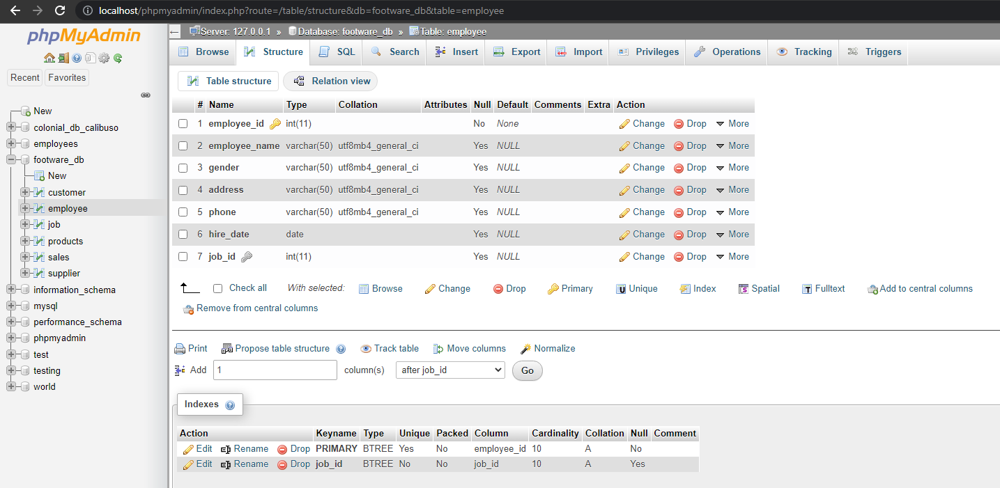 localhost/phpmyadmin/index.php?route=/table/structure&db=footware_db&table=employee
phpMyAdmin
Recent Favorites
New
colonial_db_calibuso
employees
footware_db
New
customer
employee
job
products
sales
supplier
information_schema
mysql
performance_schema
phpmyadmin
test
testing
world
Server: 127.0.0.1 » Database: footware_db » Table: employee
Browse Structure SQL Search Insert Export Import Privileges Operations Tracking Triggers
Table structure Relation view
# Name Type Collation Attributes Null Default Comments Extra Action
1 employee_id int(11) No None Change Drop More
2 employee_name varchar(50) utf8mb4_general_ci Yes NULL Change Drop More
3 gender varchar(50) utf8mb4_general_ci Yes NULL Change Drop More
4 address varchar(50) utf8mb4_general_ci Yes NULL Change Drop More
5 phone varchar(50) utf8mb4_general_ci Yes NULL Change Drop More
6 hire_date date Yes NULL Change Drop More
7 job_id int(11) Yes NULL Change Drop More
Check all With selected: Browse Change Drop Primary Unique Index Spatial Fulltext Add to central columns
Remove from central columns
Print Propose table structure Track table Move columns Normalize
Add 1 column(s) after job_id Go
Indexes
Action Keyname Type Unique Packed Column Cardinality Collation Null Comment
Edit Rename Drop PRIMARY BTREE Yes No employee_id 10 A No
Edit Rename Drop job_id BTREE No No job_id 10 A Yes